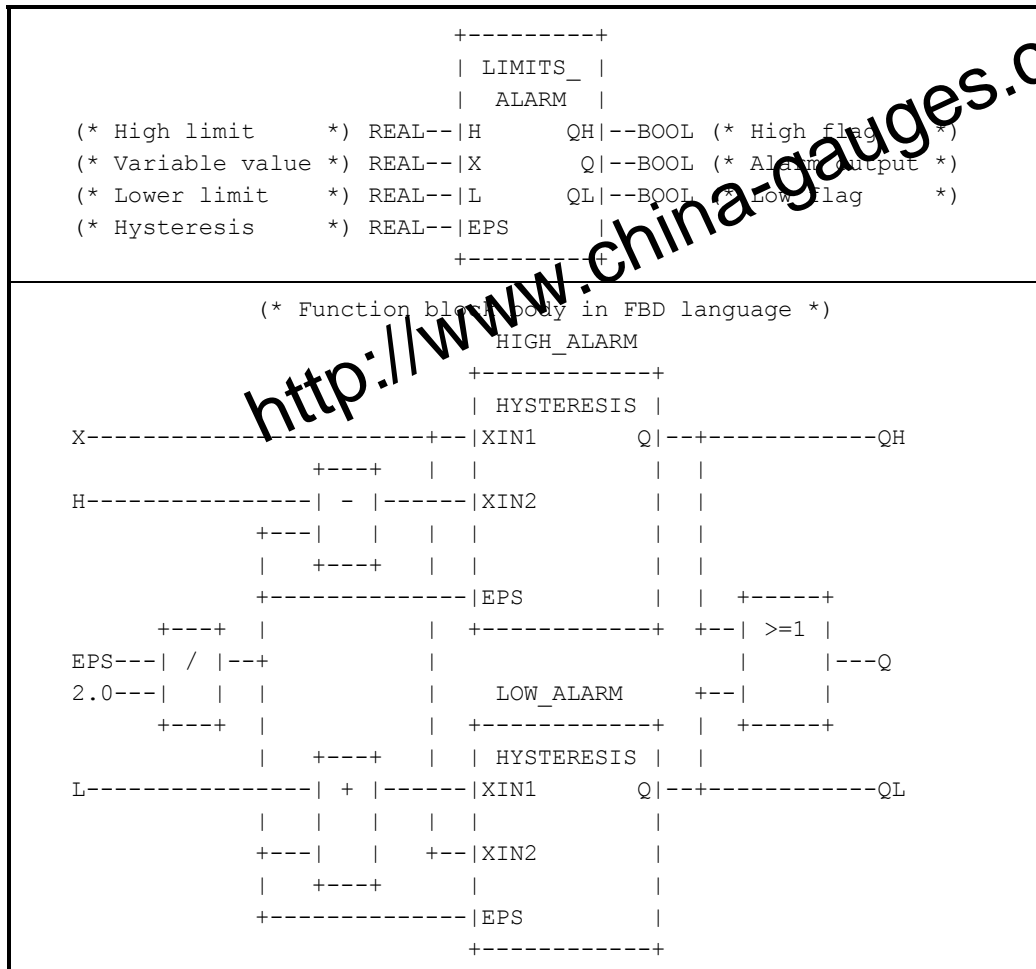 +---------+
| LIMITS_ |
| ALARM |
(* High limit *) REAL--|H QH|--BOOL (* High flag *)
(* Variable value *) REAL--|X Q|--BOOL (* Alarm output *)
(* Lower limit *) REAL--|L QL|--BOOL (* Low flag *)
(* Hysteresis *) REAL--|EPS |
+---------+
(* Function block body in FBD language *)
HIGH_ALARM
+------------+
| HYSTERESIS |
X------------------------+--|XIN1 Q|--+------------QH
+---+ | | | |
H----------------| - |------|XIN2 | |
+---| | | | | |
| +---+ | | | |
+--------------|EPS | | +-----+
+---+ | | +------------+ +--| >=1 |
EPS---| / |--+ | | |---Q
2.0---| | | | LOW_ALARM +--| |
+---+ | | +------------+ | +-----+
| +---+ | | HYSTERESIS | |
L----------------| + |------|XIN1 Q|--+------------QL
| | | | | |
+---| | +--|XIN2 |
| +---+ | |
+--------------|EPS |
+------------+
http://www.china-gauges.c